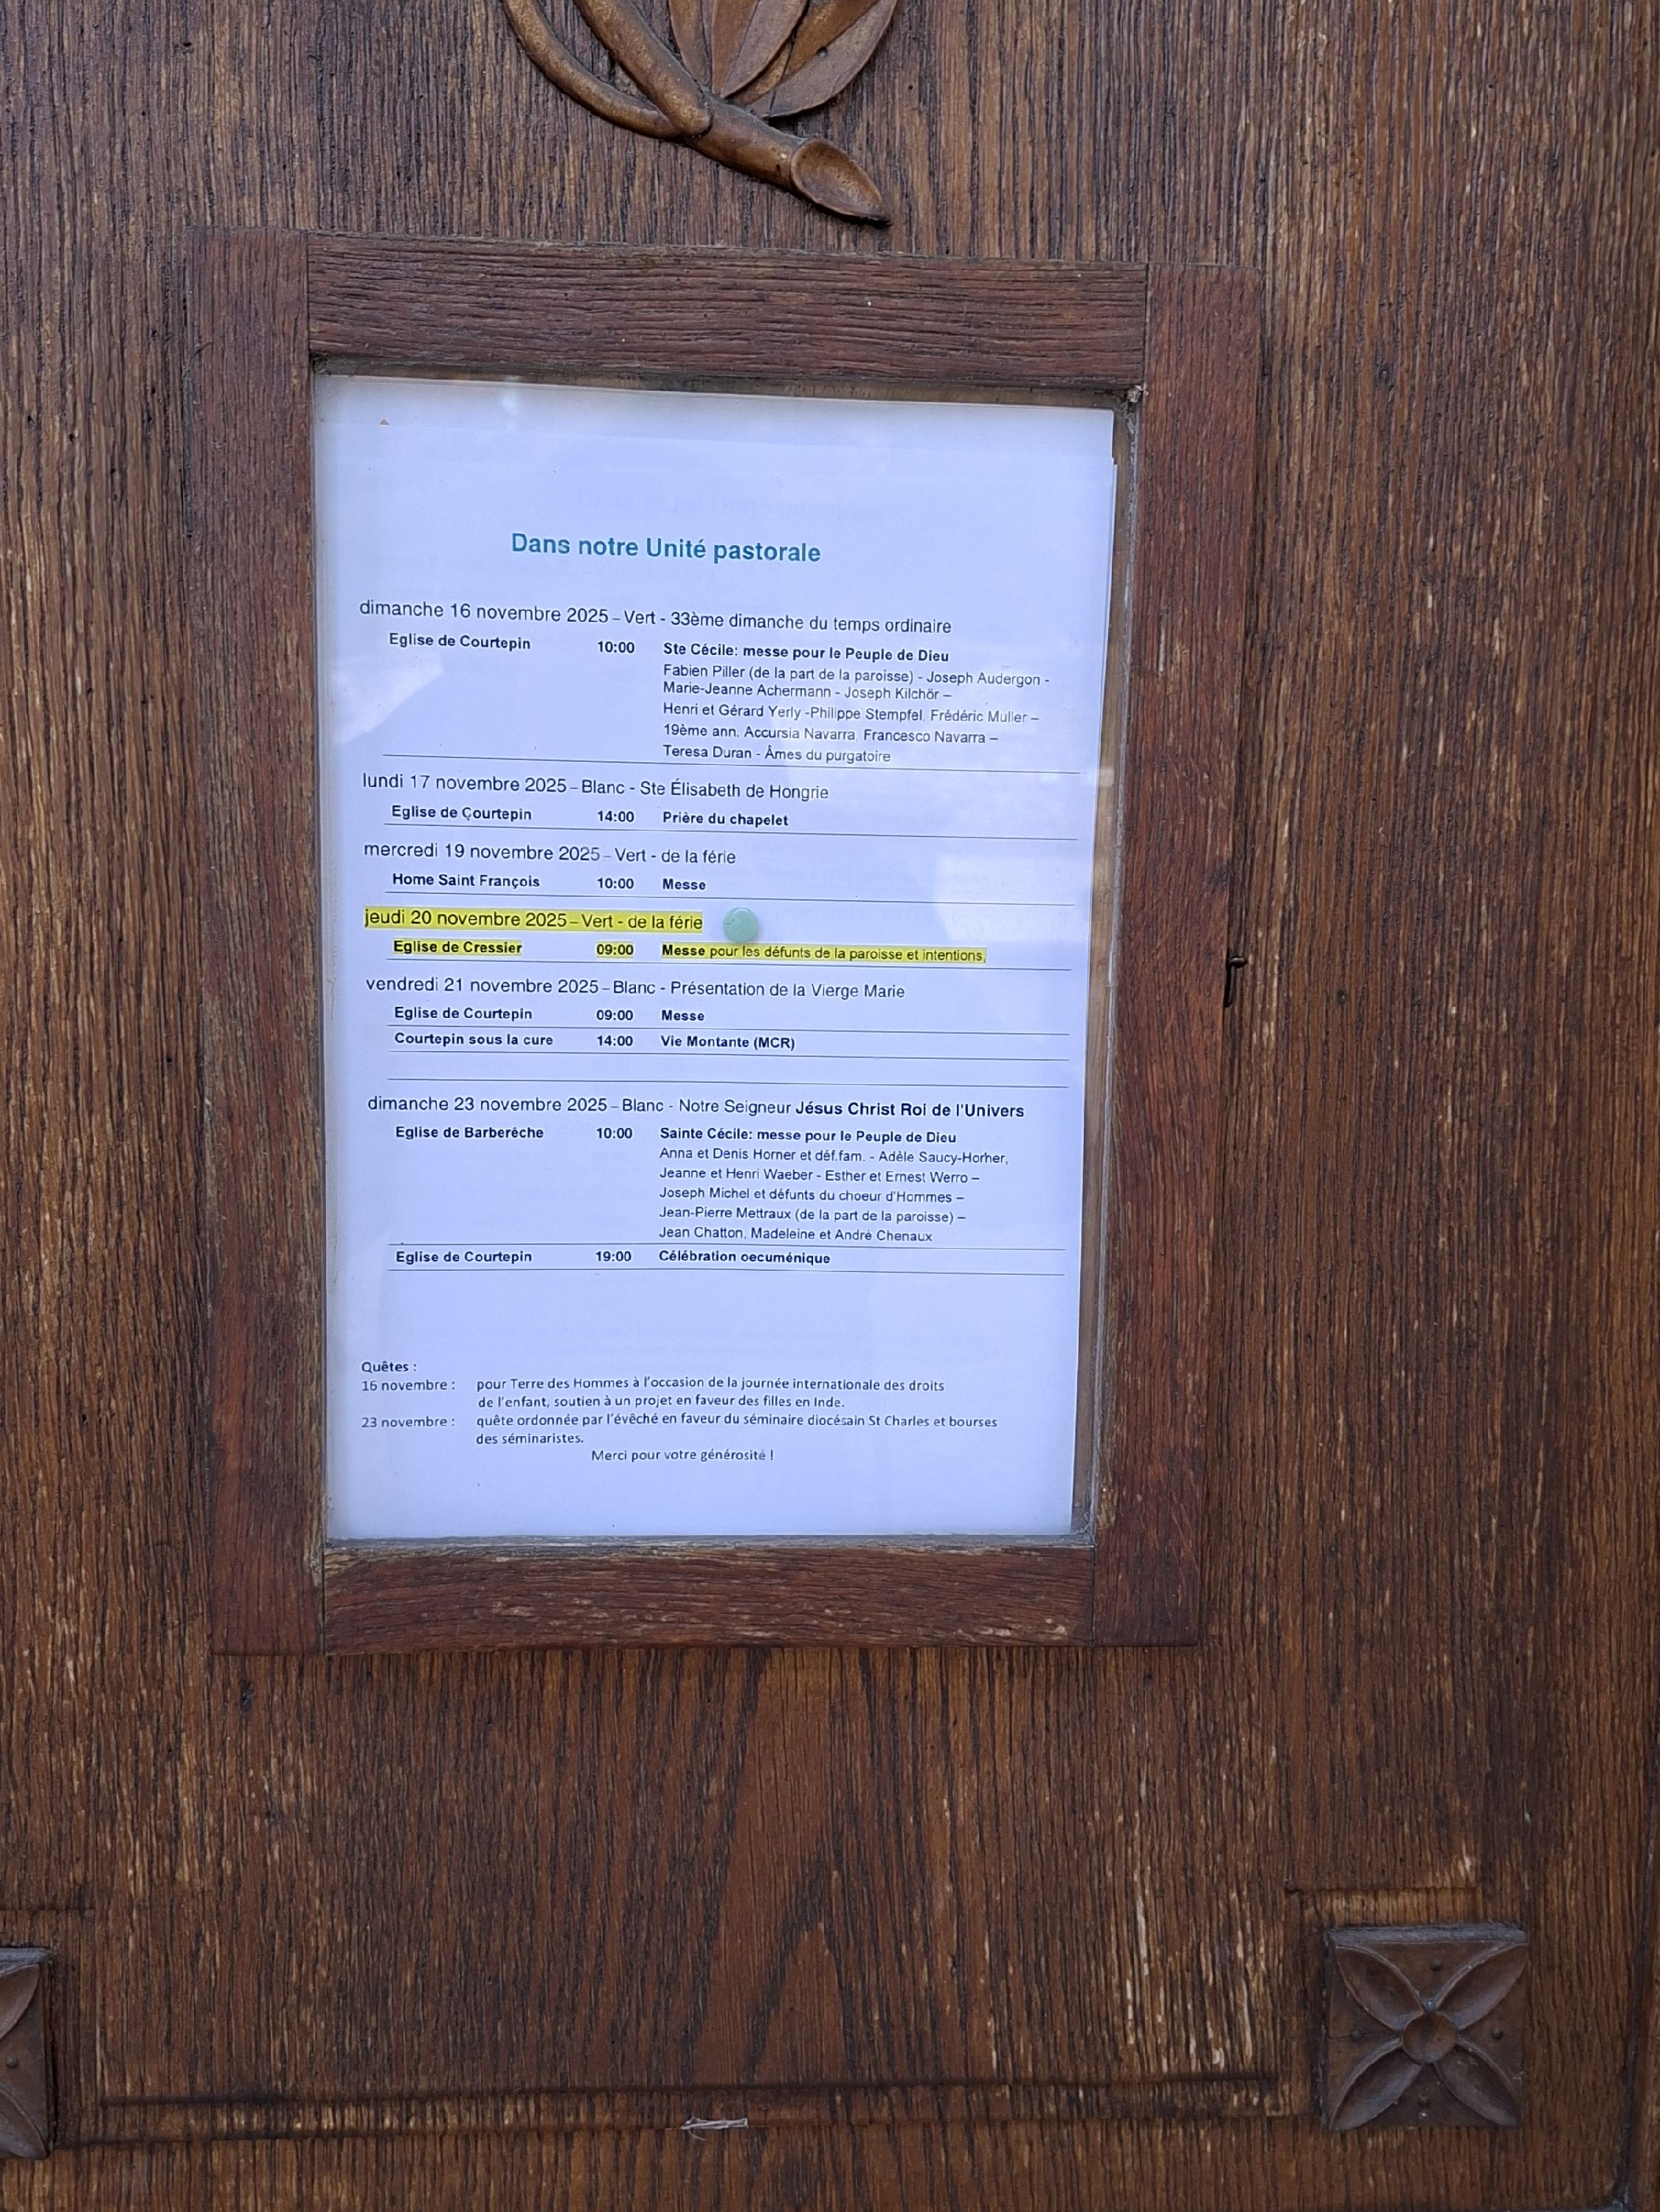 Dans notre Unité pastorale
dimanche 16 novembre 2025 – Vert - 33ème dimanche du temps ordinaire
Eglise de Courtepin 10:00 Ste Cécile: messe pour le Peuple de Dieu
Fabien Piller (de la part de la paroisse) - Joseph Audergon -
Marie-Jeanne Achermann - Joseph Kilchör –
Henri et Gérard Yerly -Philippe Stempfel, Frédéric Muller –
19ème ann. Accursia Navarra, Francesco Navarra –
Teresa Duran - Âmes du purgatoire
lundi 17 novembre 2025 – Blanc - Ste Élisabeth de Hongrie
Eglise de Courtepin 14:00 Prière du chapelet
mercredi 19 novembre 2025 – Vert - de la férie
Home Saint François 10:00 Messe
jeudi 20 novembre 2025 – Vert - de la férie
Eglise de Cressier 09:00 Messe pour les défunts de la paroisse et intentions,
vendredi 21 novembre 2025 – Blanc - Présentation de la Vierge Marie
Eglise de Courtepin 09:00 Messe
Courtepin sous la cure 14:00 Vie Montante (MCR)
dimanche 23 novembre 2025 – Blanc - Notre Seigneur Jésus Christ Roi de l'Univers
Eglise de Barberêche 10:00 Sainte Cécile: messe pour le Peuple de Dieu
Anna et Denis Horner et déf.fam. - Adèle Saucy-Horner,
Jeanne et Henri Waeber - Esther et Ernest Werro –
Joseph Michel et défunts du choeur d'Hommes –
Jean-Pierre Mettraux (de la part de la paroisse) –
Jean Chatton, Madeleine et André Chenaux
Eglise de Courtepin 19:00 Célébration oecuménique
Quêtes :
16 novembre : pour Terre des Hommes à l'occasion de la journée internationale des droits
de l'enfant, soutien à un projet en faveur des filles en Inde.
23 novembre : quête ordonnée par l'évêché en faveur du séminaire diocésain St Charles et bourses
des séminaristes.
Merci pour votre générosité !